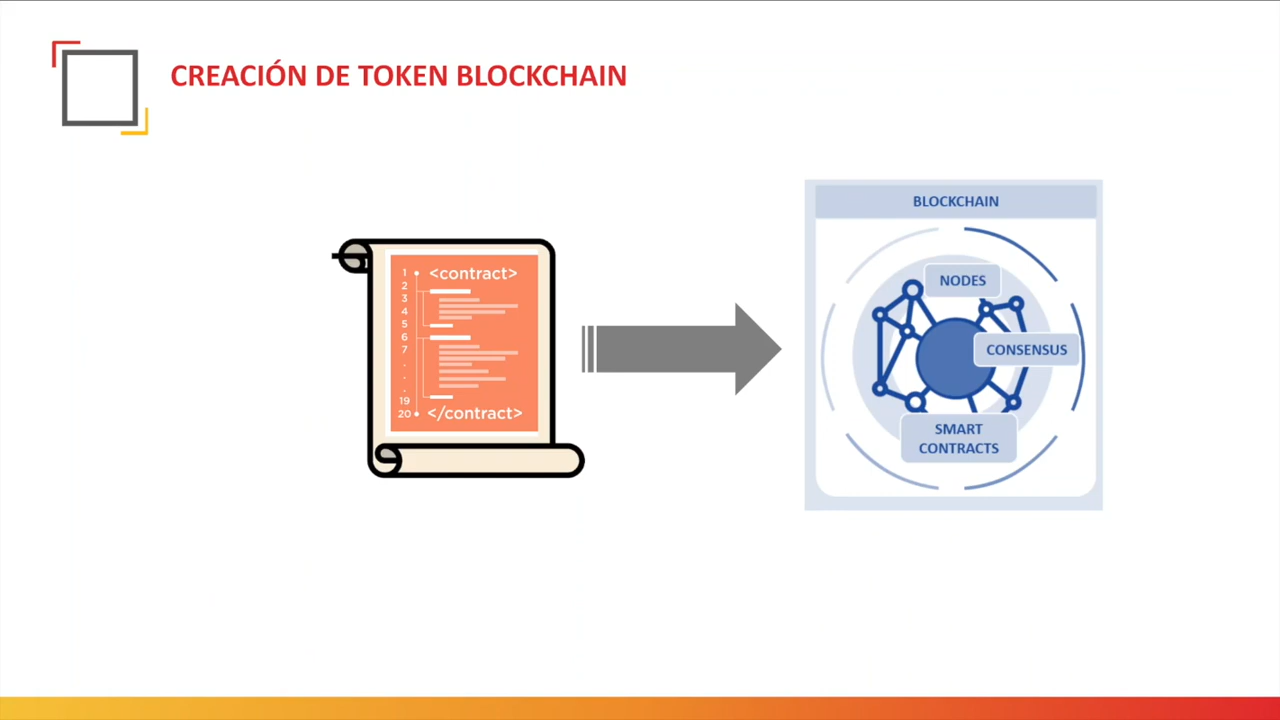 CREACIÓN DE TOKEN BLOCKCHAIN
1 <contract>
2
3
4
5
6
7
.
.
.
19
20 </contract>
BLOCKCHAIN
NODES
CONSENSUS
SMART
CONTRACTS